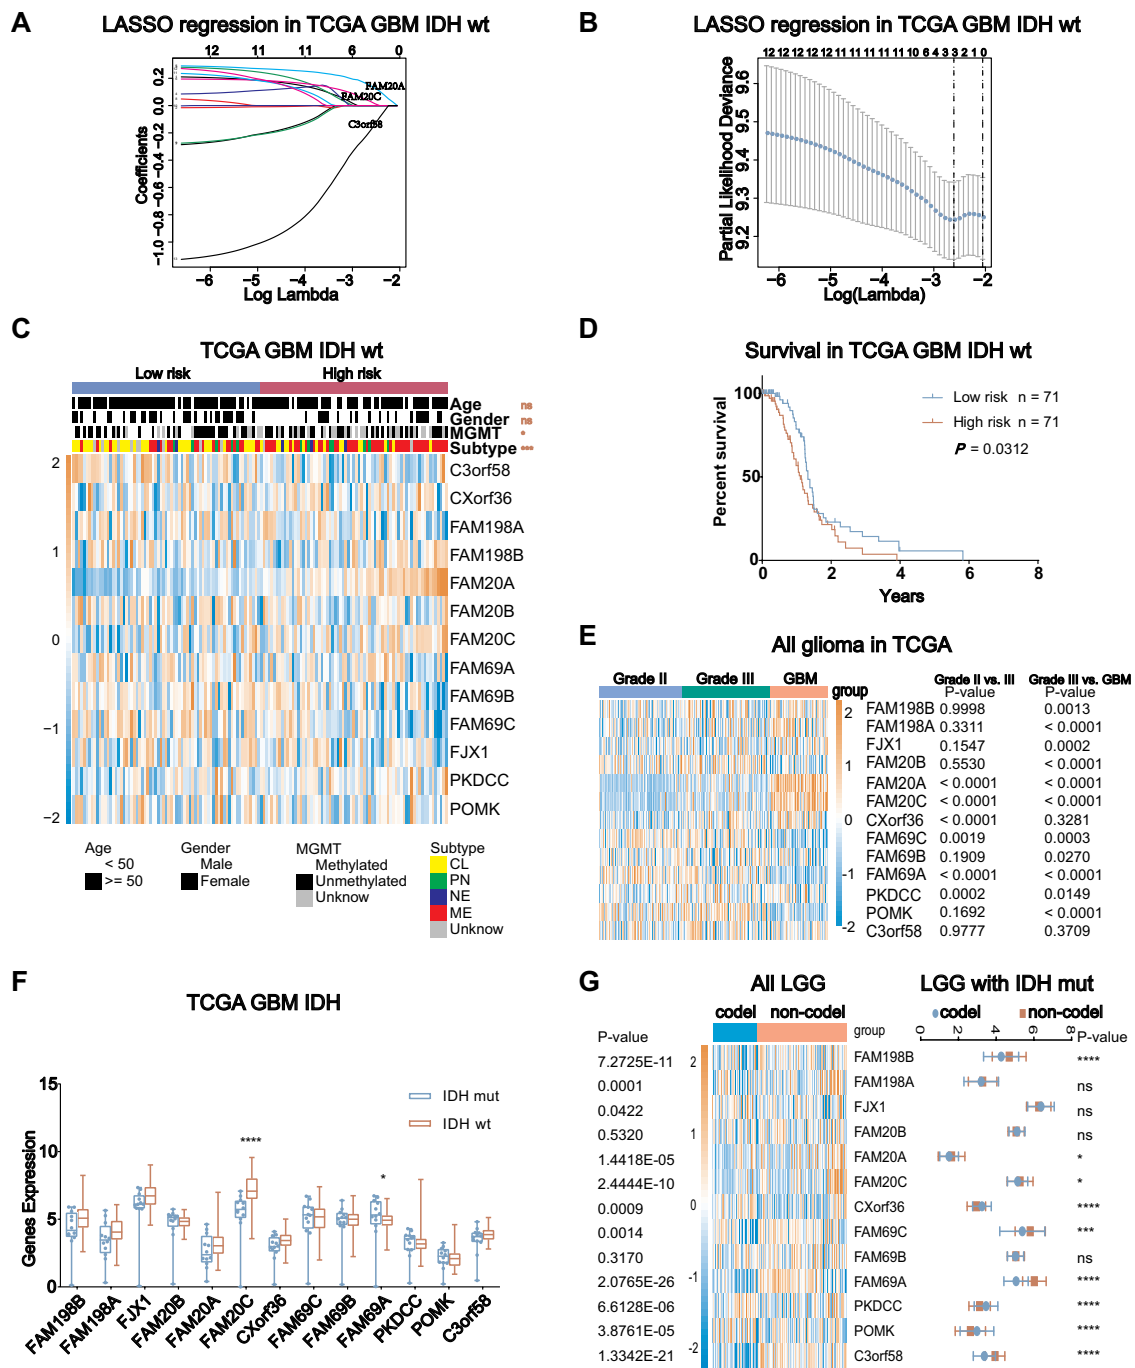 A
LASSO regression in TCGA GBM IDH wt
12 11 11 6 0
0.2
0.0
−0.2
−0.4
−0.6
−0.8
−1.0
Coefficients
FAM20A
FAM20C
C3orf58
−6 −5 −4 −3 −2
Log Lambda
B
LASSO regression in TCGA GBM IDH wt
12 12 12 12 12 11 11 11 11 11 10 6 4 3 3 2 1 0
9.6
9.5
9.4
9.3
9.2
Partial Likelihood Deviance
−6 −5 −4 −3 −2
Log(Lambda)
C
TCGA GBM IDH wt
Low risk High risk
Age ns
Gender ns
MGMT *
Subtype ***
2
1
0
−1
−2
C3orf58
CXorf36
FAM198A
FAM198B
FAM20A
FAM20B
FAM20C
FAM69A
FAM69B
FAM69C
FJX1
PKDCC
POMK
Age
< 50
>= 50
Gender
Male
Female
MGMT
Methylated
Unmethylated
Unknow
Subtype
CL
PN
NE
ME
Unknow
D
Survival in TCGA GBM IDH wt
100
50
0
Percent survival
Low risk n = 71
High risk n = 71
P = 0.0312
0 2 4 6 8
Years
E
All glioma in TCGA
Grade II Grade III GBM
group
Grade II vs. III Grade III vs. GBM
P-value P-value
2
1
0
-1
-2
FAM198B 0.9998 0.0013
FAM198A 0.3311 < 0.0001
FJX1 0.1547 0.0002
FAM20B 0.5530 < 0.0001
FAM20A < 0.0001 < 0.0001
FAM20C < 0.0001 < 0.0001
CXorf36 < 0.0001 0.3281
FAM69C 0.0019 0.0003
FAM69B 0.1909 0.0270
FAM69A < 0.0001 < 0.0001
PKDCC 0.0002 0.0149
POMK 0.1692 < 0.0001
C3orf58 0.9777 0.3709
F
TCGA GBM IDH
15
10
5
0
Genes Expression
IDH mut
IDH wt
****
*
FAM198B
FAM198A
FJX1
FAM20B
FAM20A
FAM20C
CXorf36
FAM69C
FAM69B
FAM69A
PKDCC
POMK
C3orf58
G
All LGG
LGG with IDH mut
codel non-codel
group
codel non-codel
0 2 4 6 8
P-value
P-value
2
1
0
-1
-2
7.2725E-11 FAM198B ****
0.0001 FAM198A ns
0.0422 FJX1 ns
0.5320 FAM20B ns
1.4418E-05 FAM20A *
2.4444E-10 FAM20C *
0.0009 CXorf36 ****
0.0014 FAM69C ***
0.3170 FAM69B ns
2.0765E-26 FAM69A ****
6.6128E-06 PKDCC ****
3.8761E-05 POMK ****
1.3342E-21 C3orf58 ****